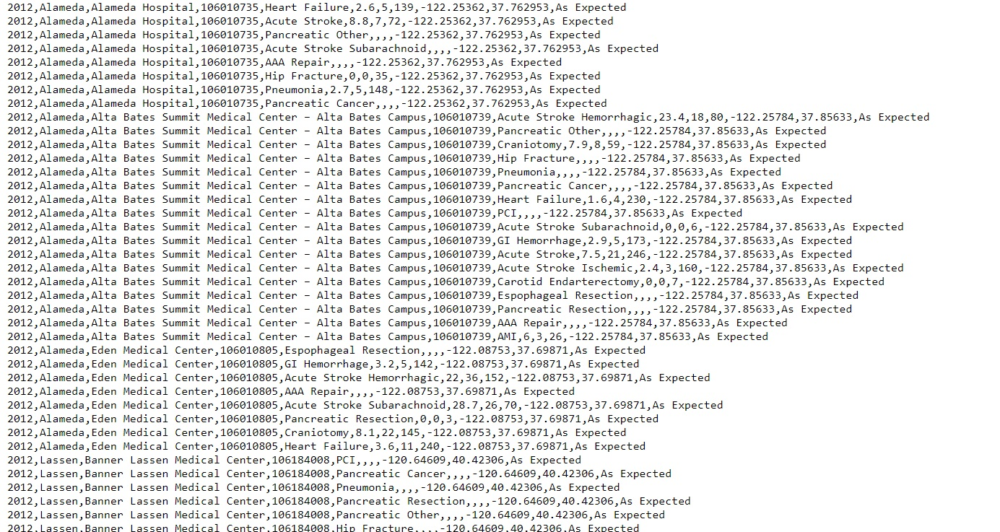 2012,Alameda,Alameda Hospital,106010735,Heart Failure,2.6,5,139,-122.25362,37.762953,As Expected
2012,Alameda,Alameda Hospital,106010735,Acute Stroke,8.8,7,72,-122.25362,37.762953,As Expected
2012,Alameda,Alameda Hospital,106010735,Pancreatic Other,,,,-122.25362,37.762953,As Expected
2012,Alameda,Alameda Hospital,106010735,Acute Stroke Subarachnoid,,,,-122.25362,37.762953,As Expected
2012,Alameda,Alameda Hospital,106010735,AAA Repair,,,,-122.25362,37.762953,As Expected
2012,Alameda,Alameda Hospital,106010735,Hip Fracture,0,0,35,-122.25362,37.762953,As Expected
2012,Alameda,Alameda Hospital,106010735,Pneumonia,2.7,5,148,-122.25362,37.762953,As Expected
2012,Alameda,Alameda Hospital,106010735,Pancreatic Cancer,,,,-122.25362,37.762953,As Expected
2012,Alameda,Alta Bates Summit Medical Center – Alta Bates Campus,106010739,Acute Stroke Hemorrhagic,23.4,18,80,-122.25784,37.85633,As Expected
2012,Alameda,Alta Bates Summit Medical Center – Alta Bates Campus,106010739,Pancreatic Other,,,,-122.25784,37.85633,As Expected
2012,Alameda,Alta Bates Summit Medical Center – Alta Bates Campus,106010739,Craniotomy,7.9,8,59,-122.25784,37.85633,As Expected
2012,Alameda,Alta Bates Summit Medical Center – Alta Bates Campus,106010739,Hip Fracture,,,,-122.25784,37.85633,As Expected
2012,Alameda,Alta Bates Summit Medical Center – Alta Bates Campus,106010739,Pneumonia,,,,-122.25784,37.85633,As Expected
2012,Alameda,Alta Bates Summit Medical Center – Alta Bates Campus,106010739,Pancreatic Cancer,,,,-122.25784,37.85633,As Expected
2012,Alameda,Alta Bates Summit Medical Center – Alta Bates Campus,106010739,Heart Failure,1.6,4,230,-122.25784,37.85633,As Expected
2012,Alameda,Alta Bates Summit Medical Center – Alta Bates Campus,106010739,PCI,,,,-122.25784,37.85633,As Expected
2012,Alameda,Alta Bates Summit Medical Center – Alta Bates Campus,106010739,Acute Stroke Subarachnoid,0,0,6,-122.25784,37.85633,As Expected
2012,Alameda,Alta Bates Summit Medical Center – Alta Bates Campus,106010739,GI Hemorrhage,2.9,5,173,-122.25784,37.85633,As Expected
2012,Alameda,Alta Bates Summit Medical Center – Alta Bates Campus,106010739,Acute Stroke,7.5,21,246,-122.25784,37.85633,As Expected
2012,Alameda,Alta Bates Summit Medical Center – Alta Bates Campus,106010739,Acute Stroke Ischemic,2.4,3,160,-122.25784,37.85633,As Expected
2012,Alameda,Alta Bates Summit Medical Center – Alta Bates Campus,106010739,Carotid Endarterectomy,0,0,7,-122.25784,37.85633,As Expected
2012,Alameda,Alta Bates Summit Medical Center – Alta Bates Campus,106010739,Espophageal Resection,,,,-122.25784,37.85633,As Expected
2012,Alameda,Alta Bates Summit Medical Center – Alta Bates Campus,106010739,Pancreatic Resection,,,,-122.25784,37.85633,As Expected
2012,Alameda,Alta Bates Summit Medical Center – Alta Bates Campus,106010739,AAA Repair,,,,-122.25784,37.85633,As Expected
2012,Alameda,Alta Bates Summit Medical Center – Alta Bates Campus,106010739,AMI,6,3,26,-122.25784,37.85633,As Expected
2012,Alameda,Eden Medical Center,106010805,Espophageal Resection,,,,-122.08753,37.69871,As Expected
2012,Alameda,Eden Medical Center,106010805,GI Hemorrhage,3.2,5,142,-122.08753,37.69871,As Expected
2012,Alameda,Eden Medical Center,106010805,Acute Stroke Hemorrhagic,22,36,152,-122.08753,37.69871,As Expected
2012,Alameda,Eden Medical Center,106010805,AAA Repair,,,,-122.08753,37.69871,As Expected
2012,Alameda,Eden Medical Center,106010805,Acute Stroke Subarachnoid,28.7,26,70,-122.08753,37.69871,As Expected
2012,Alameda,Eden Medical Center,106010805,Pancreatic Resection,0,0,3,-122.08753,37.69871,As Expected
2012,Alameda,Eden Medical Center,106010805,Craniotomy,8.1,22,145,-122.08753,37.69871,As Expected
2012,Alameda,Eden Medical Center,106010805,Heart Failure,3.6,11,240,-122.08753,37.69871,As Expected
2012,Lassen,Banner Lassen Medical Center,106184008,PCI,,,,-120.64609,40.42306,As Expected
2012,Lassen,Banner Lassen Medical Center,106184008,Pancreatic Cancer,,,,-120.64609,40.42306,As Expected
2012,Lassen,Banner Lassen Medical Center,106184008,Pneumonia,,,,-120.64609,40.42306,As Expected
2012,Lassen,Banner Lassen Medical Center,106184008,Pancreatic Resection,,,,-120.64609,40.42306,As Expected
2012,Lassen,Banner Lassen Medical Center,106184008,Pancreatic Other,,,,-120.64609,40.42306,As Expected
2012,Lassen,Banner Lassen Medical Center,106184008,Hip Fracture,,,,-120.64609,40.42306,As Expected